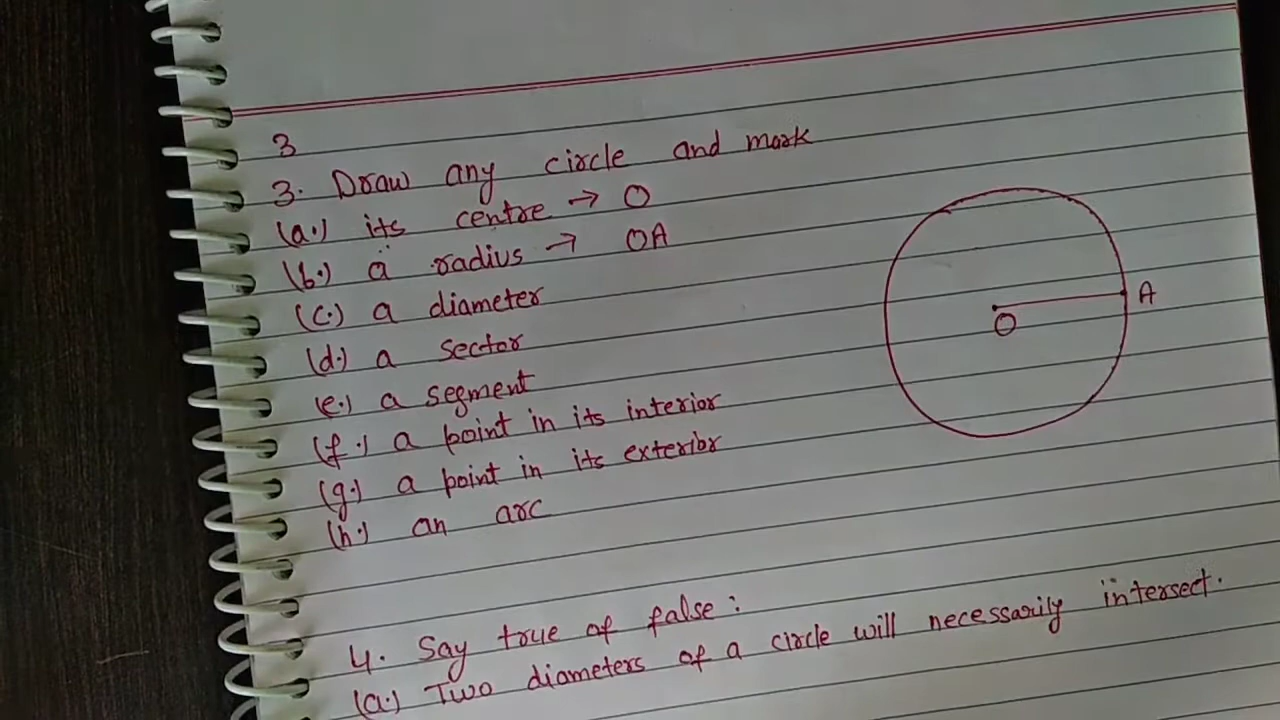 3
3. Draw any circle and mark
(a.) its centre → O
(b.) a radius → OA
(c.) a diameter
(d.) a sector
(e.) a segment
(f.) a point in its interior
(g.) a point in its exterior
(h.) an arc
A
O
4. Say true of false :
(a.) Two diameters of a circle will necessarily intersect.